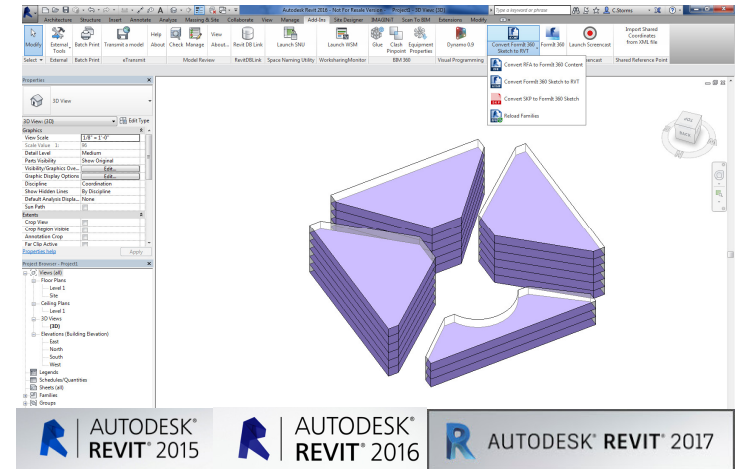 Autodesk Revit 2016 - Not For Resale Version - Project1 - 3D View: {3D}
Type a keyword or phrase
C.Stores
Architecture Structure Insert Annotate Analyze Massing & Site Collaborate View Manage Add-Ins Site Designer IMAGINiT Scan To BIM Extensions Modify
Modify External Tools Batch Print Transmit a model Help About Check Manage View About... Revit DB Link Launch SNU Launch WSM Glue Clash Pinpoint Equipment Properties Dynamo 0.9 Convert FormIt 360 Sketch to RVT FormIt 360 Launch Screencast Import Shared Coordinates from XML file
Select External Batch Print eTransmit Model Review RevitDBLink Space Naming Utility WorksharingMonitor BIM 360 Visual Programming Shared Reference Point
Convert RFA to FormIt 360 Content
Convert FormIt 360 Sketch to RVT
Convert SKP to FormIt 360 Sketch
Reload Families
Properties
3D View
3D View: {3D} Edit Type
Graphics
View Scale 1/8" = 1'-0"
Scale Value 1: 96
Detail Level Medium
Parts Visibility Show Original
Visibility/Graphics Ove... Edit...
Graphic Display Options Edit...
Discipline Coordination
Show Hidden Lines By Discipline
Default Analysis Displa... None
Sun Path
Extents
Crop View
Crop Region Visible
Annotation Crop
Far Clip Active
Properties help Apply
Project Browser - Project1
Views (all)
Floor Plans
Level 1
Site
Ceiling Plans
Level 1
3D Views
{3D}
Elevations (Building Elevation)
East
North
South
West
Legends
Schedules/Quantities
Sheets (all)
Families
Groups
TOP
BACK
AUTODESK®
REVIT® 2015
AUTODESK®
REVIT® 2016
AUTODESK® REVIT® 2017